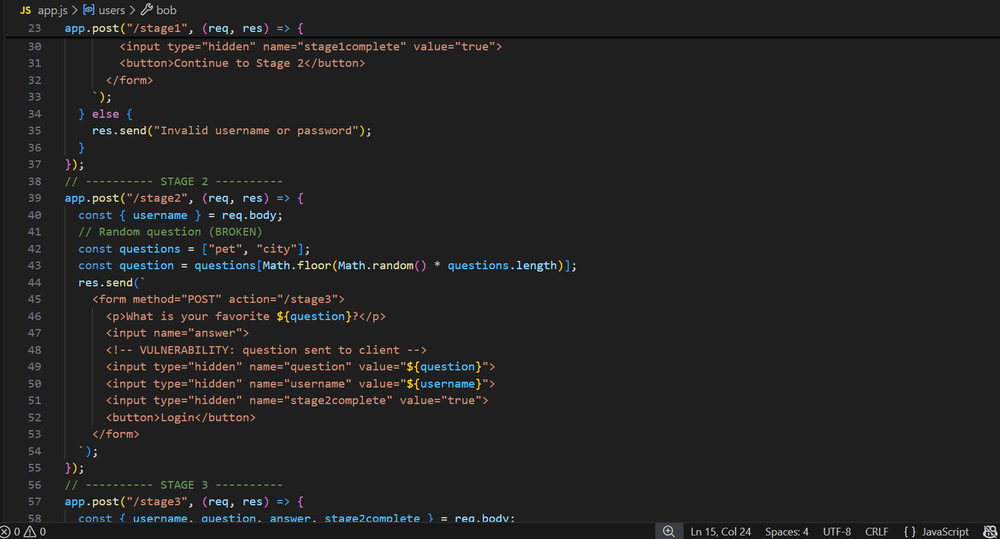 JS app.js > users > bob
23 app.post("/stage1", (req, res) => {
30 <input type="hidden" name="stage1complete" value="true">
31 <button>Continue to Stage 2</button>
32 </form>
33 `);
34 } else {
35 res.send("Invalid username or password");
36 }
37 });
38 // ---------- STAGE 2 ----------
39 app.post("/stage2", (req, res) => {
40 const { username } = req.body;
41 // Random question (BROKEN)
42 const questions = ["pet", "city"];
43 const question = questions[Math.floor(Math.random() * questions.length)];
44 res.send(`
45 <form method="POST" action="/stage3">
46 <p>What is your favorite ${question}?</p>
47 <input name="answer">
48 <!-- VULNERABILITY: question sent to client -->
49 <input type="hidden" name="question" value="${question}">
50 <input type="hidden" name="username" value="${username}">
51 <input type="hidden" name="stage2complete" value="true">
52 <button>Login</button>
53 </form>
54 `);
55 });
56 // ---------- STAGE 3 ----------
57 app.post("/stage3", (req, res) => {
58 const { username, question, answer, stage2complete } = req.body;
0 0 Ln 15, Col 24 Spaces: 4 UTF-8 CRLF { } JavaScript